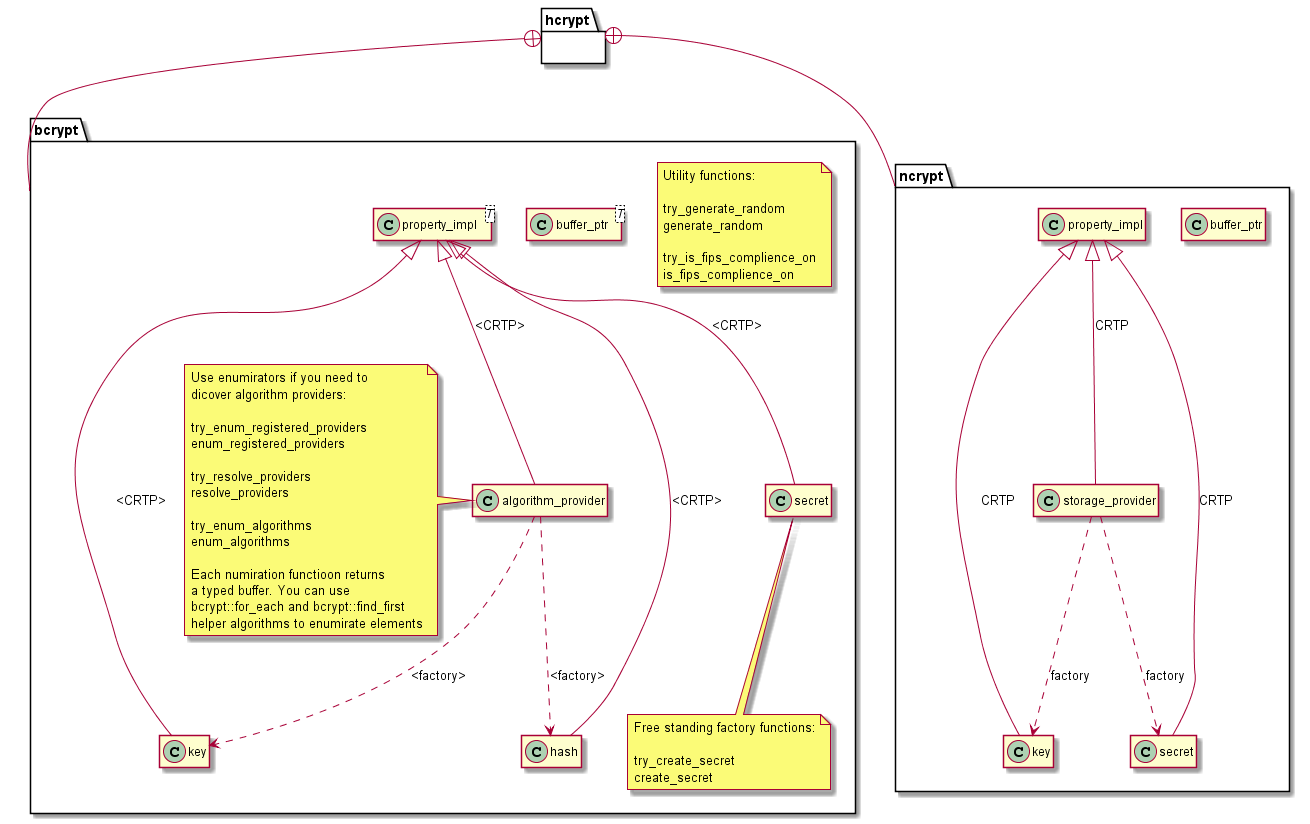 hcrypt
bcrypt
Utility functions:
try_generate_random
generate_random
try_is_fips_complience_on
is_fips_complience_on
C property_impl
T
C buffer_ptr
T
<CRTP>
<CRTP>
Use enumirators if you need to
dicover algorithm providers:
try_enum_registered_providers
enum_registered_providers
try_resolve_providers
resolve_providers
try_enum_algorithms
enum_algorithms
Each numiration functioon returns
a typed buffer. You can use
bcrypt::for_each and bcrypt::find_first
helper algorithms to enumirate elements
<CRTP>
C algorithm_provider
<CRTP>
C secret
<factory>
<factory>
C key
C hash
Free standing factory functions:
try_create_secret
create_secret
ncrypt
C property_impl
C buffer_ptr
CRTP
CRTP
C storage_provider
CRTP
factory
factory
C key
C secret